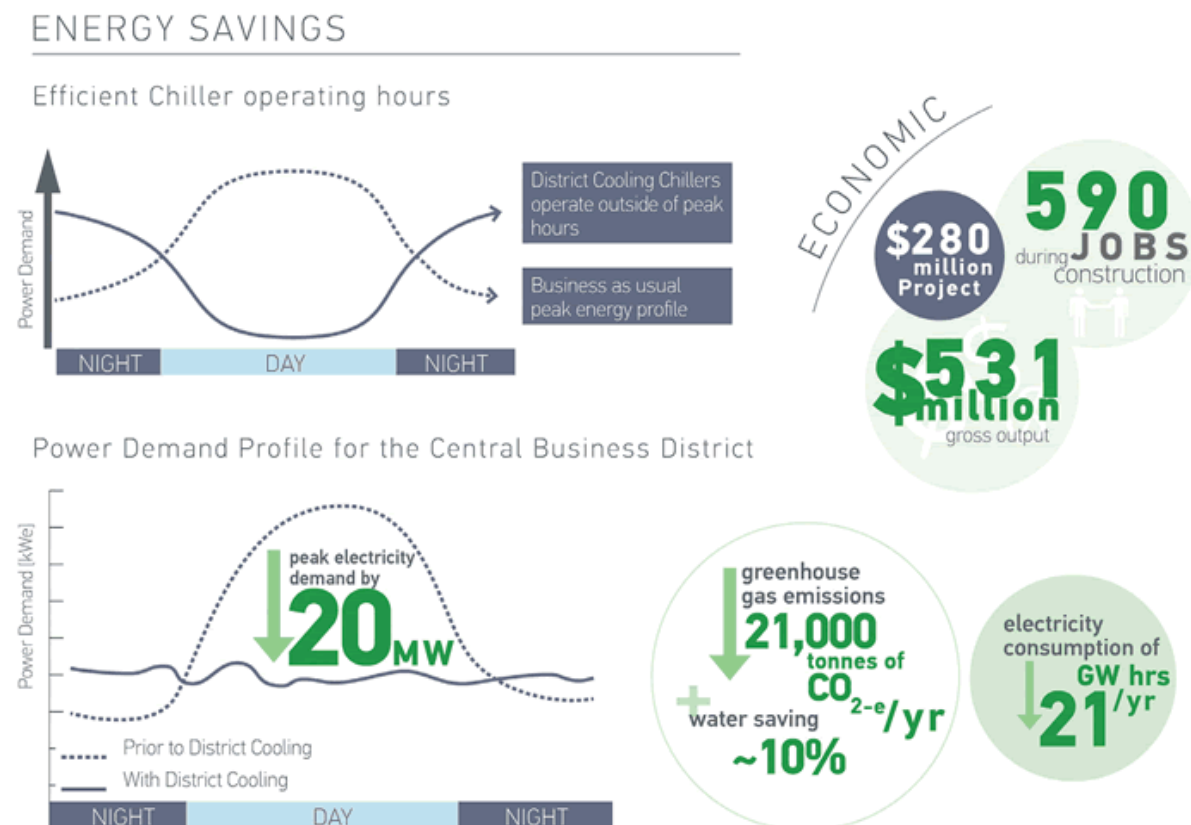 ENERGY SAVINGS
Efficient Chiller operating hours
Power Demand
District Cooling Chillers
operate outside of peak
hours
Business as usual
peak energy profile
NIGHT DAY NIGHT
ECONOMIC
$280
million
Project
590
during JOBS
construction
$531
million
gross output
Power Demand Profile for the Central Business District
Power Demand [kWe]
peak electricity
demand by
20 MW
Prior to District Cooling
With District Cooling
NIGHT DAY NIGHT
greenhouse
gas emissions
21,000
tonnes of
CO2-e/yr
+
water saving
~10%
electricity
consumption of
GW hrs
21/yr